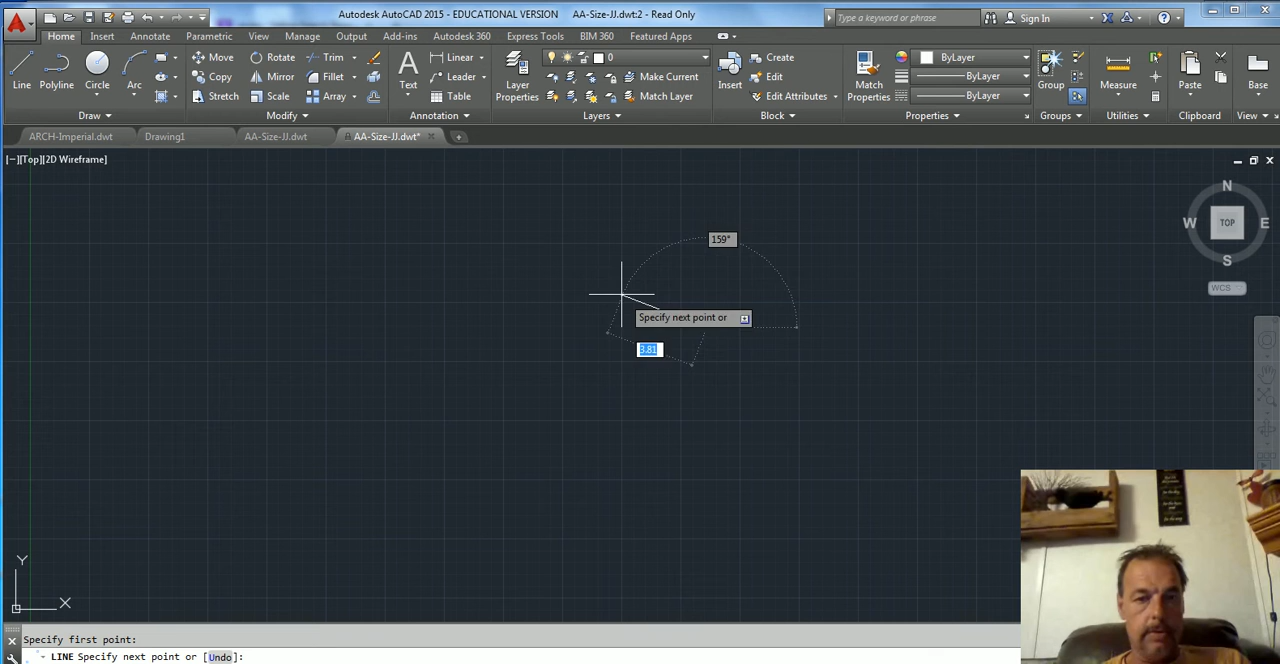 Autodesk AutoCAD 2015 - EDUCATIONAL VERSION AA-Size-JJ.dwt:2 - Read Only
Type a keyword or phrase
Sign In
Home Insert Annotate Parametric View Manage Output Add-ins Autodesk 360 Express Tools BIM 360 Featured Apps
Line Polyline Circle Arc
Move Rotate Trim
Copy Mirror Fillet
Stretch Scale Array
Text
Linear
Leader
Table
Layer Properties
0
Make Current
Match Layer
Insert
Create
Edit
Edit Attributes
Match Properties
ByLayer
ByLayer
ByLayer
Group
Measure
Paste
Base
Draw Modify Annotation Layers Block Properties Groups Utilities Clipboard View
ARCH-Imperial.dwt Drawing1 AA-Size-JJ.dwt AA-Size-JJ.dwt*
[−][Top][2D Wireframe]
N
W TOP E
S
WCS
159°
Specify next point or
3.81
Y
X
Specify first point:
LINE Specify next point or [Undo]: